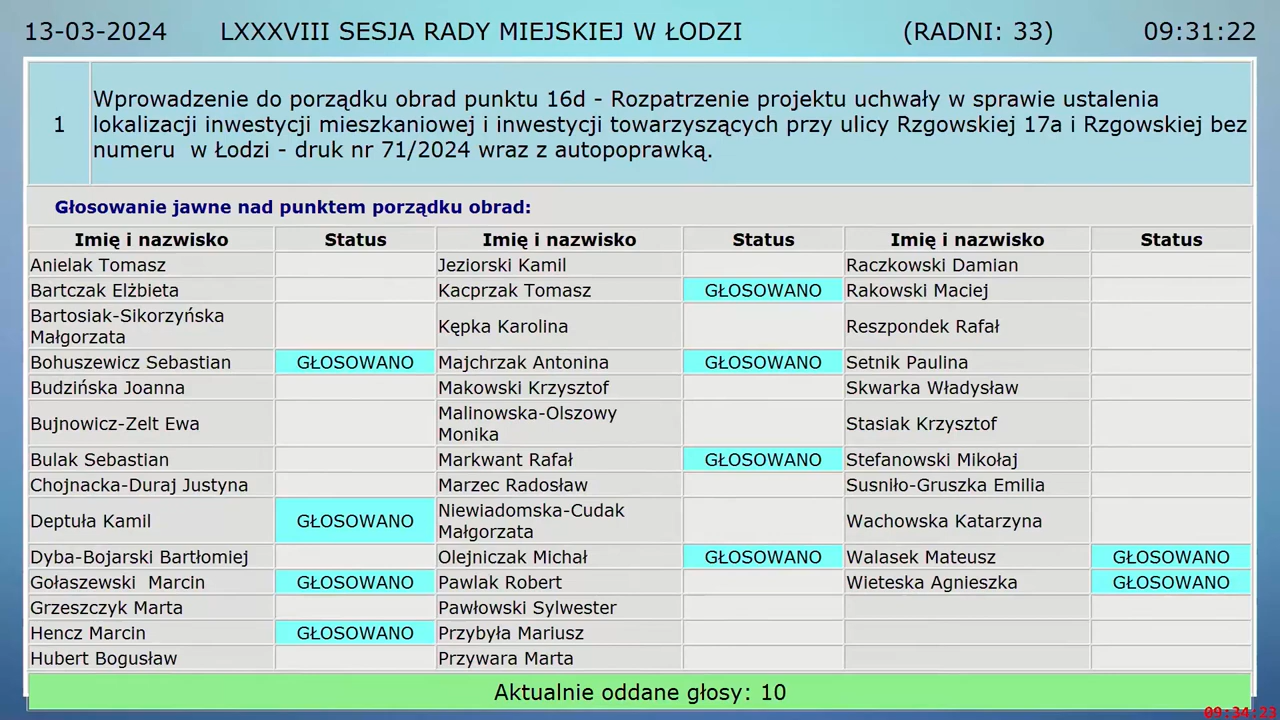 13-03-2024 LXXXVIII SESJA RADY MIEJSKIEJ W ŁODZI (RADNI: 33) 09:31:22
1 Wprowadzenie do porządku obrad punktu 16d - Rozpatrzenie projektu uchwały w sprawie ustalenia
lokalizacji inwestycji mieszkaniowej i inwestycji towarzyszących przy ulicy Rzgowskiej 17a i Rzgowskiej bez
numeru w Łodzi - druk nr 71/2024 wraz z autopoprawką.
Głosowanie jawne nad punktem porządku obrad:
Imię i nazwisko Status Imię i nazwisko Status Imię i nazwisko Status
Anielak Tomasz Jeziorski Kamil Raczkowski Damian
Bartczak Elżbieta Kacprzak Tomasz GŁOSOWANO Rakowski Maciej
Bartosiak-Sikorzyńska
Małgorzata Kępka Karolina Reszpondek Rafał
Bohuszewicz Sebastian GŁOSOWANO Majchrzak Antonina GŁOSOWANO Setnik Paulina
Budzińska Joanna Makowski Krzysztof Skwarka Władysław
Bujnowicz-Zelt Ewa Malinowska-Olszowy
Monika Stasiak Krzysztof
Bulak Sebastian Markwant Rafał GŁOSOWANO Stefanowski Mikołaj
Chojnacka-Duraj Justyna Marzec Radosław Susniło-Gruszka Emilia
Deptuła Kamil GŁOSOWANO Niewiadomska-Cudak
Małgorzata Wachowska Katarzyna
Dyba-Bojarski Bartłomiej Olejniczak Michał GŁOSOWANO Walasek Mateusz GŁOSOWANO
Gołaszewski Marcin GŁOSOWANO Pawlak Robert Wieteska Agnieszka GŁOSOWANO
Grzeszczyk Marta Pawłowski Sylwester
Hencz Marcin GŁOSOWANO Przybyła Mariusz
Hubert Bogusław Przywara Marta
Aktualnie oddane głosy: 10
09:34:23